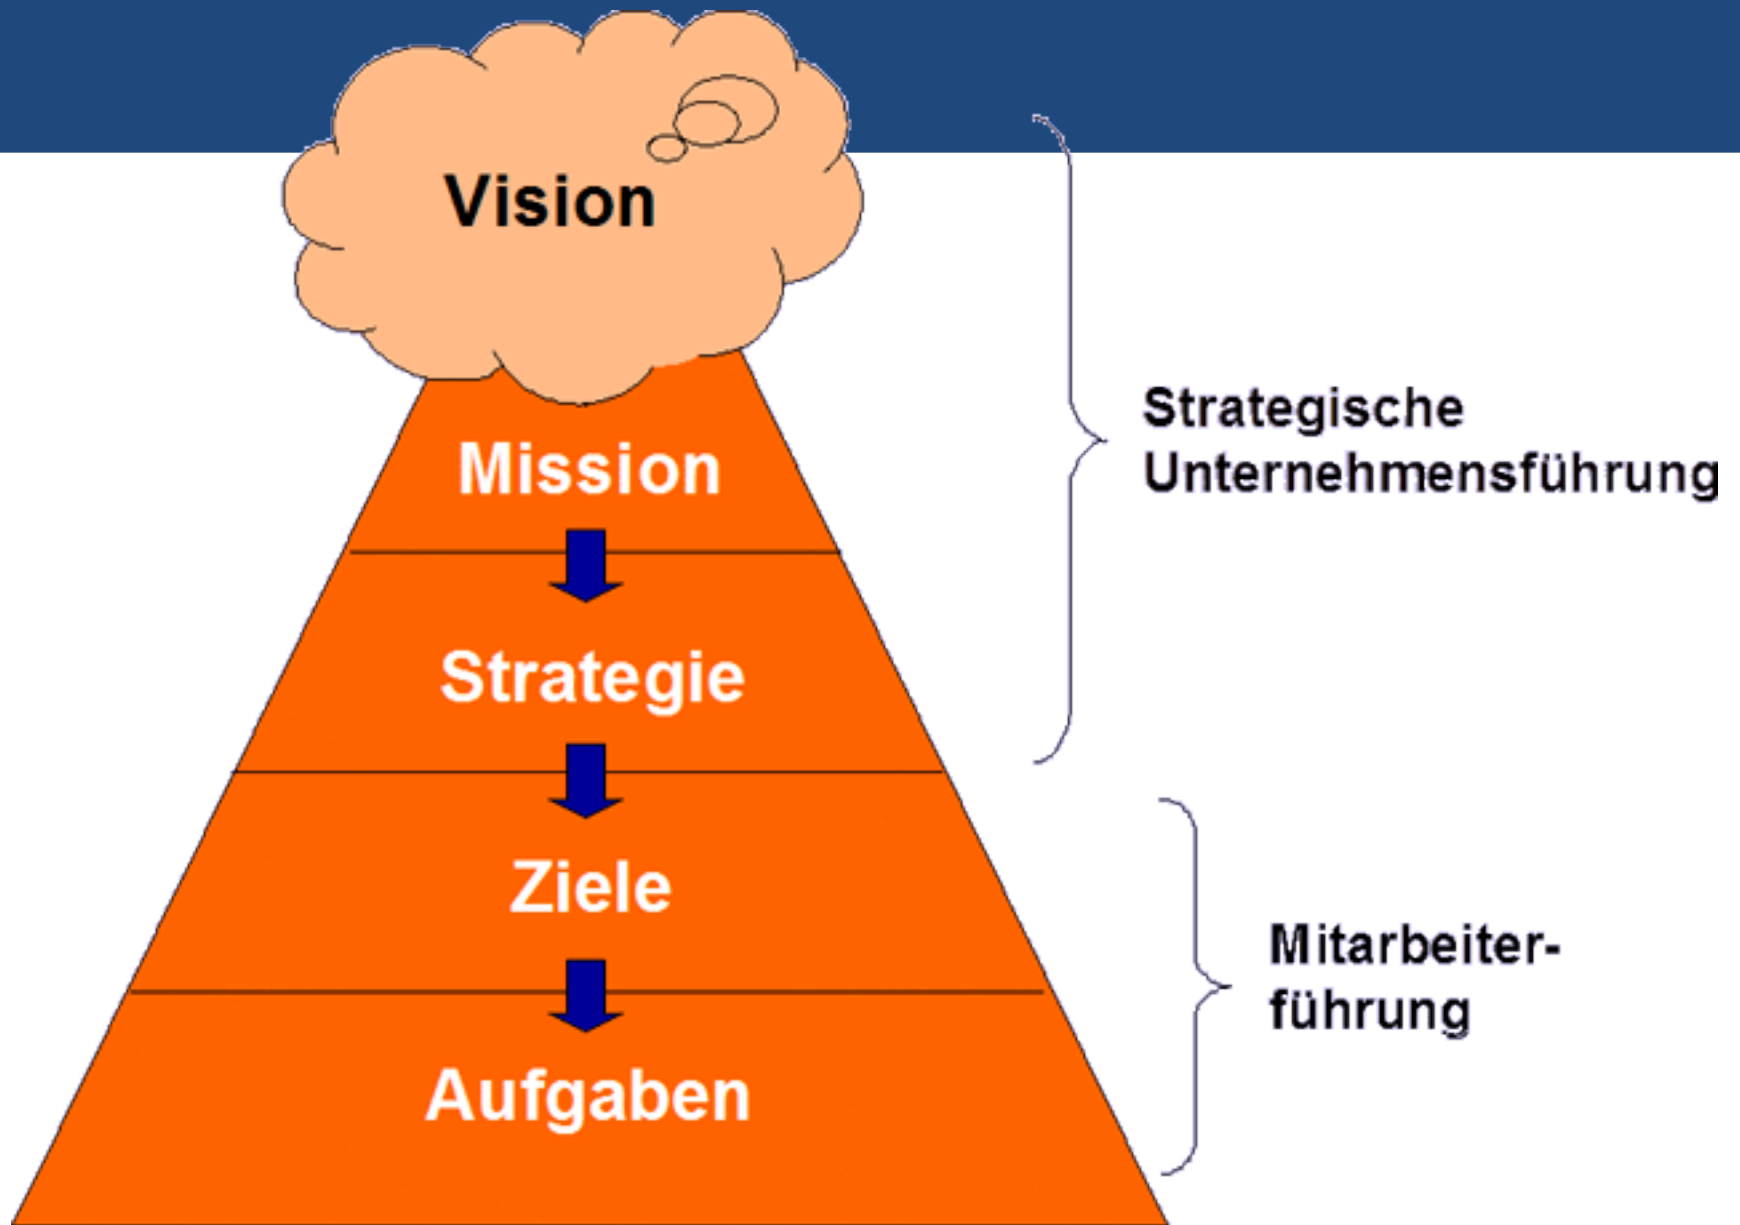 Vision
Mission
Strategie
Ziele
Aufgaben
Strategische
Unternehmensführung
Mitarbeiter-
führung